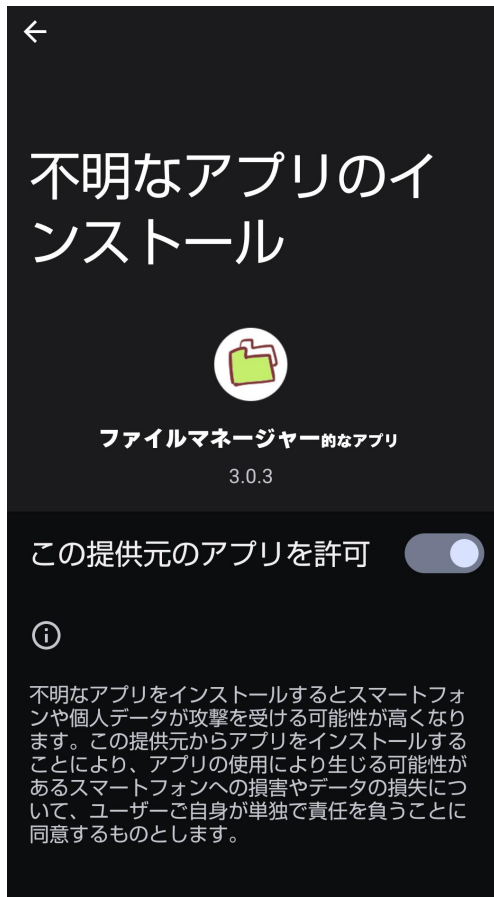 不明なアプリのイ
ンストール
ファイルマネージャー的なアプリ
3.0.3
この提供元のアプリを許可
不明なアプリをインストールするとスマートフォ
ンや個人データが攻撃を受ける可能性が高くなり
ます。この提供元からアプリをインストールする
ことにより、アプリの使用により生じる可能性が
あるスマートフォンへの損害やデータの損失につ
いて、ユーザーご自身が単独で責任を負うことに
同意するものとします。